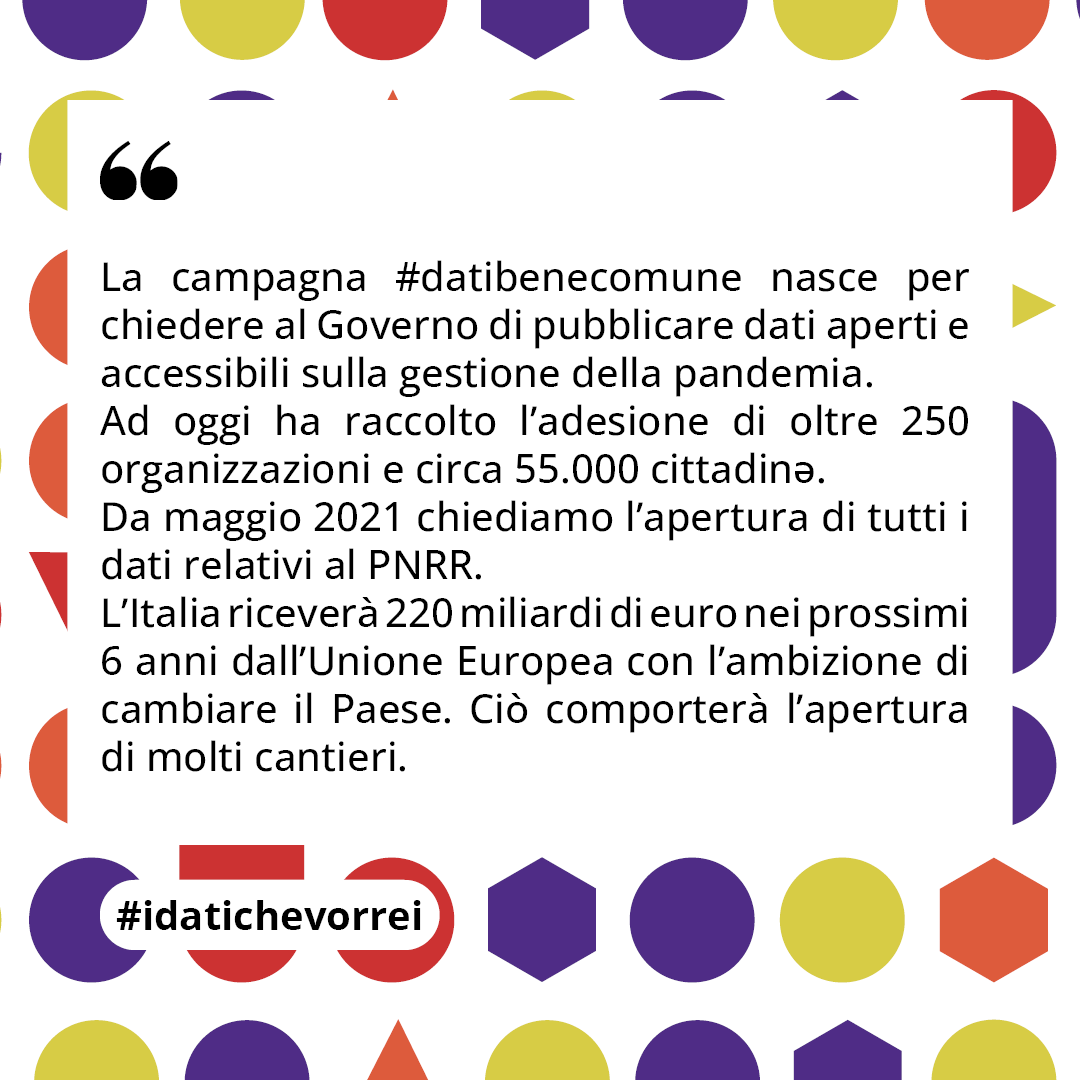 “
La campagna #datibenecomune nasce per
chiedere al Governo di pubblicare dati aperti e
accessibili sulla gestione della pandemia.
Ad oggi ha raccolto l’adesione di oltre 250
organizzazioni e circa 55.000 cittadinə.
Da maggio 2021 chiediamo l’apertura di tutti i
dati relativi al PNRR.
L’Italia riceverà 220 miliardi di euro nei prossimi
6 anni dall’Unione Europea con l’ambizione di
cambiare il Paese. Ciò comporterà l’apertura
di molti cantieri.
#idatichevorrei